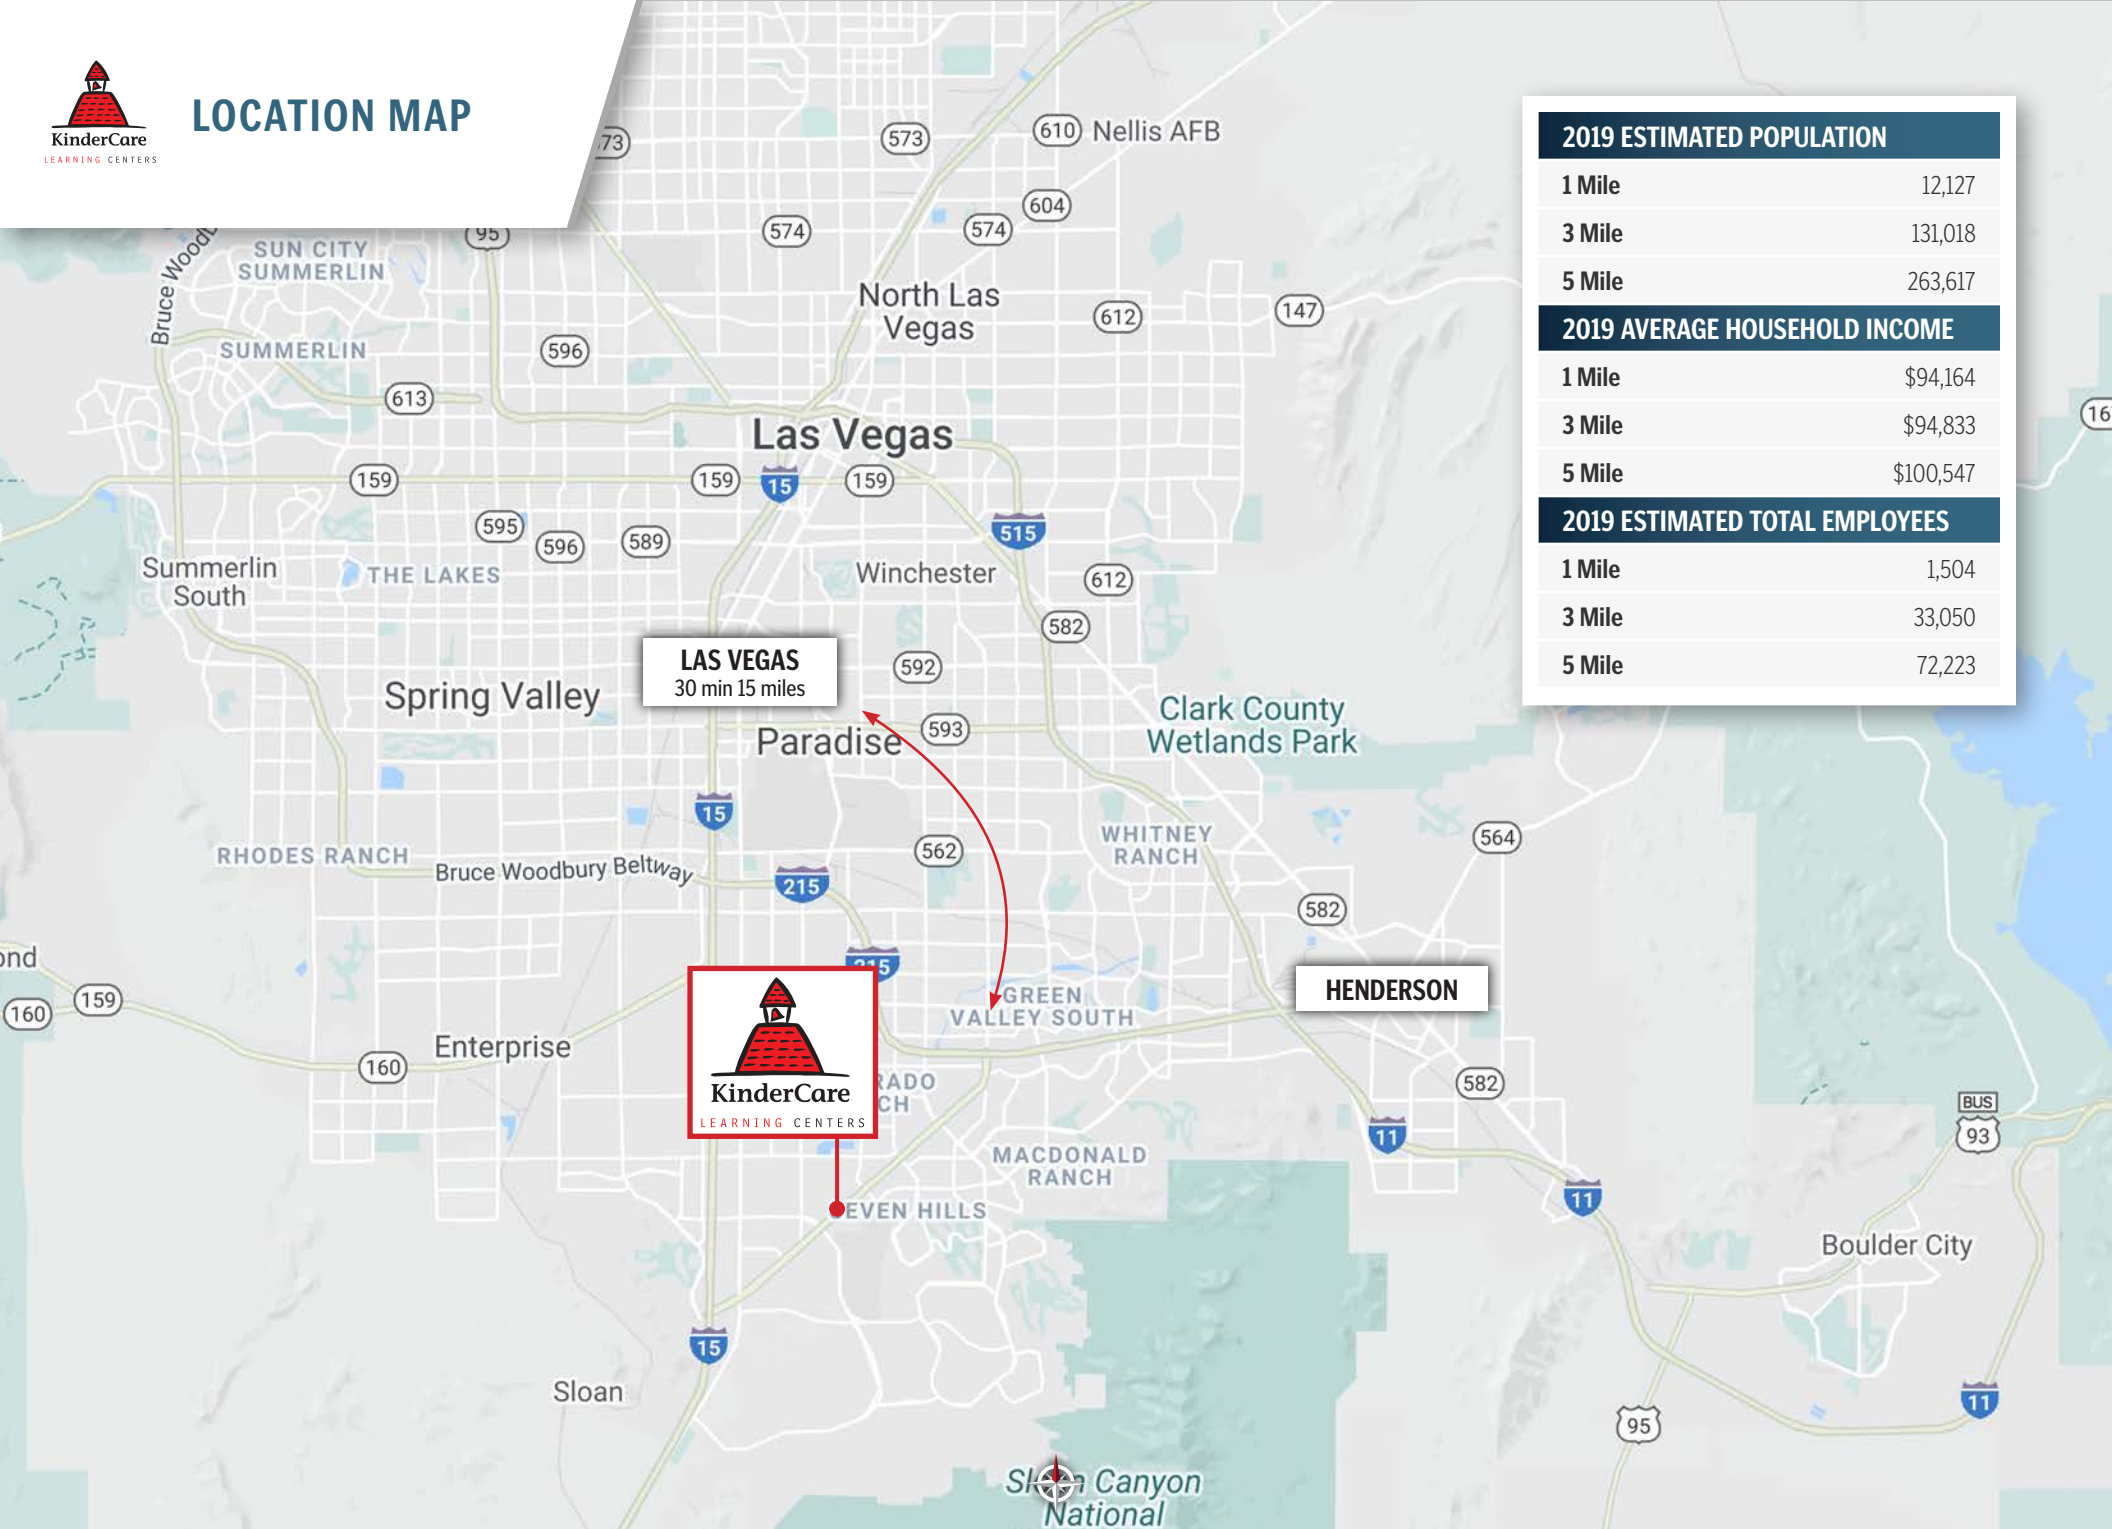 KinderCare
LEARNING CENTERS
LOCATION MAP
73
573
610 Nellis AFB
604
574
574
95
SUN CITY
SUMMERLIN
North Las
Vegas
612
147
596
SUMMERLIN
Bruce
613
Las Vegas
159
159
15
159
595
596
589
515
Summerlin
South
THE LAKES
Winchester
612
582
LAS VEGAS
30 min 15 miles
592
Spring Valley
Paradise
593
Clark County
Wetlands Park
15
WHITNEY
RANCH
564
562
RHODES RANCH
Bruce Woodbury Beltway
215
582
215
159
160
HENDERSON
GREEN
VALLEY SOUTH
Enterprise
160
KinderCare
LEARNING CENTERS
582
11
MACDONALD
RANCH
BUS
93
11
EVEN HILLS
Boulder City
15
Sloan
11
95
Canyon
National
2019 ESTIMATED POPULATION
1 Mile 12,127
3 Mile 131,018
5 Mile 263,617
2019 AVERAGE HOUSEHOLD INCOME
1 Mile $94,164
3 Mile $94,833
5 Mile $100,547
2019 ESTIMATED TOTAL EMPLOYEES
1 Mile 1,504
3 Mile 33,050
5 Mile 72,223